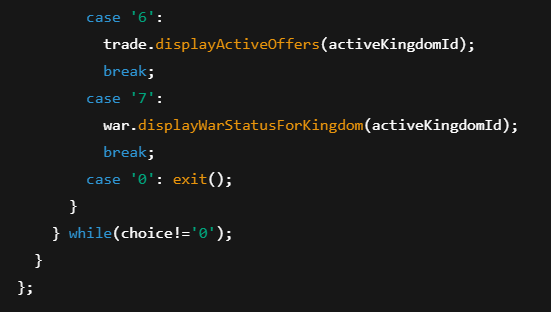 case '6':
trade.displayActiveOffers(activeKingdomId);
break;
case '7':
war.displayWarStatusForKingdom(activeKingdomId);
break;
case '0': exit();
}
} while(choice!='0');
}
};